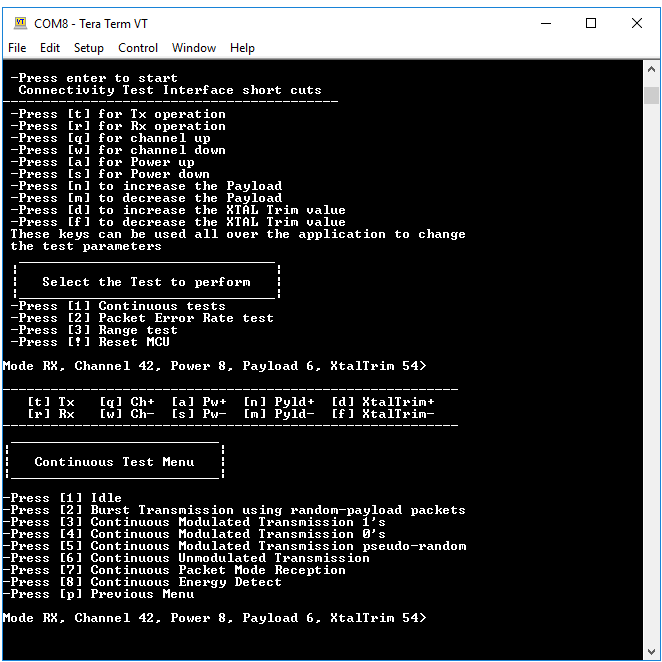 COM8 - Tera Term VT
File Edit Setup Control Window Help
-Press enter to start
Connectivity Test Interface short cuts
-----------------------------------------
-Press [t] for Tx operation
-Press [r] for Rx operation
-Press [q] for channel up
-Press [w] for channel down
-Press [a] for Power up
-Press [s] for Power down
-Press [n] to increase the Payload
-Press [m] to decrease the Payload
-Press [d] to increase the XTAL Trim value
-Press [f] to decrease the XTAL Trim value
These keys can be used all over the application to change
the test parameters
Select the Test to perform
-Press [1] Continuous tests
-Press [2] Packet Error Rate test
-Press [3] Range test
-Press [!] Reset MCU
Mode RX, Channel 42, Power 8, Payload 6, XtalTrim 54>
[t] Tx [q] Ch+ [a] Pw+ [n] Pyld+ [d] XtalTrim+
[r] Rx [w] Ch- [s] Pw- [m] Pyld- [f] XtalTrim-
Continuous Test Menu
-Press [1] Idle
-Press [2] Burst Transmission using random-payload packets
-Press [3] Continuous Modulated Transmission 1's
-Press [4] Continuous Modulated Transmission 0's
-Press [5] Continuous Modulated Transmission pseudo-random
-Press [6] Continuous Unmodulated Transmission
-Press [7] Continuous Packet Mode Reception
-Press [8] Continuous Energy Detect
-Press [p] Previous Menu
Mode RX, Channel 42, Power 8, Payload 6, XtalTrim 54>